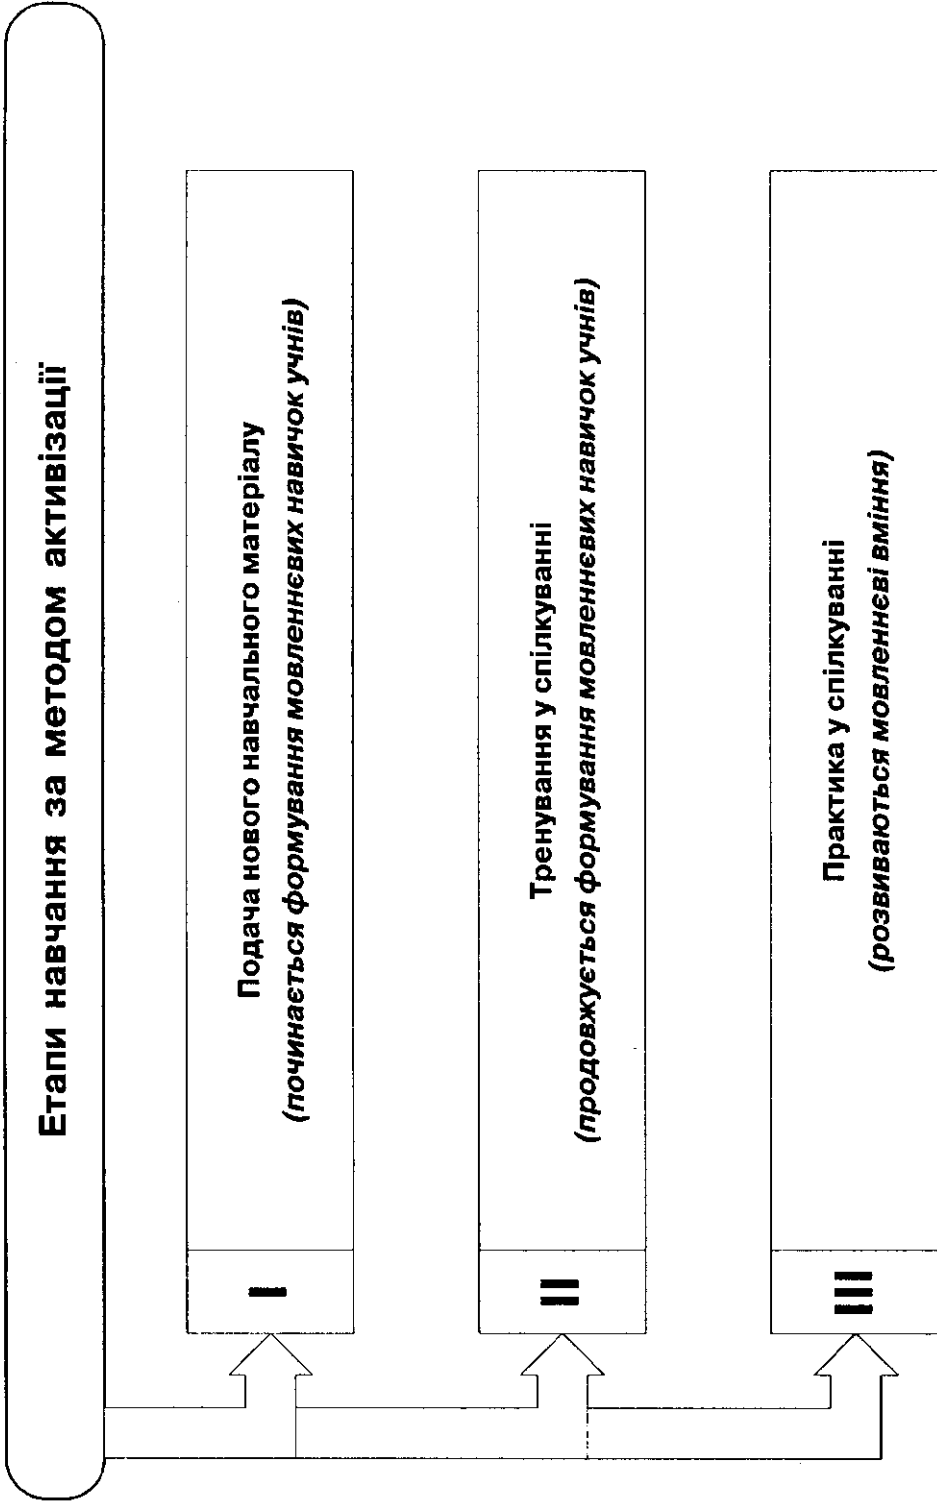 Етапи навчання за методом активізації
I
Подача нового навчального матеріалу
(починається формування мовленнєвих навичок учнів)
II
Тренування у спілкуванні
(продовжується формування мовленнєвих навичок учнів)
III
Практика у спілкуванні
(розвиваються мовленнєві вміння)